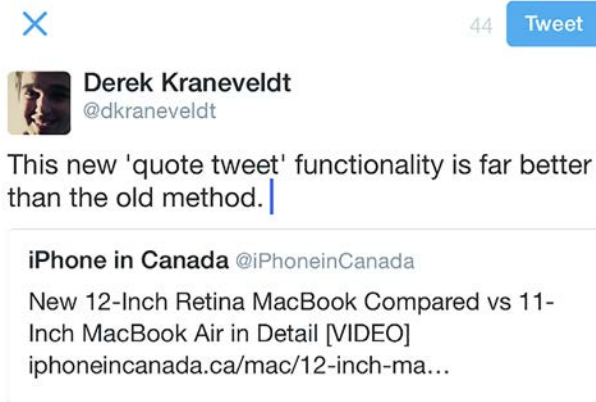 44 Tweet
Derek Kraneveldt
@dkraneveldt
This new 'quote tweet' functionality is far better
than the old method.
iPhone in Canada @iPhoneinCanada
New 12-Inch Retina MacBook Compared vs 11-
Inch MacBook Air in Detail [VIDEO]
iphoneincanada.ca/mac/12-inch-ma...